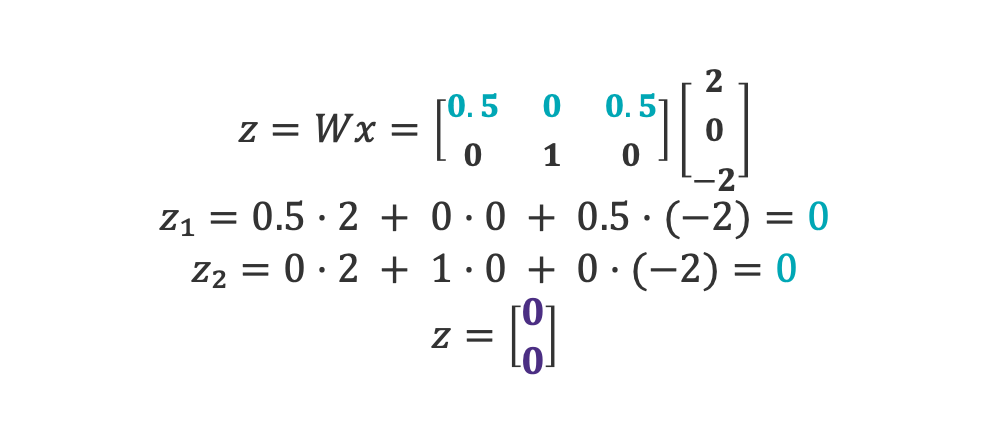 z = Wx = [0.5 0 0.5
0 1 0] [2
0
−2]
z₁ = 0.5 · 2 + 0 · 0 + 0.5 · (−2) = 0
z₂ = 0 · 2 + 1 · 0 + 0 · (−2) = 0
z = [0
0]